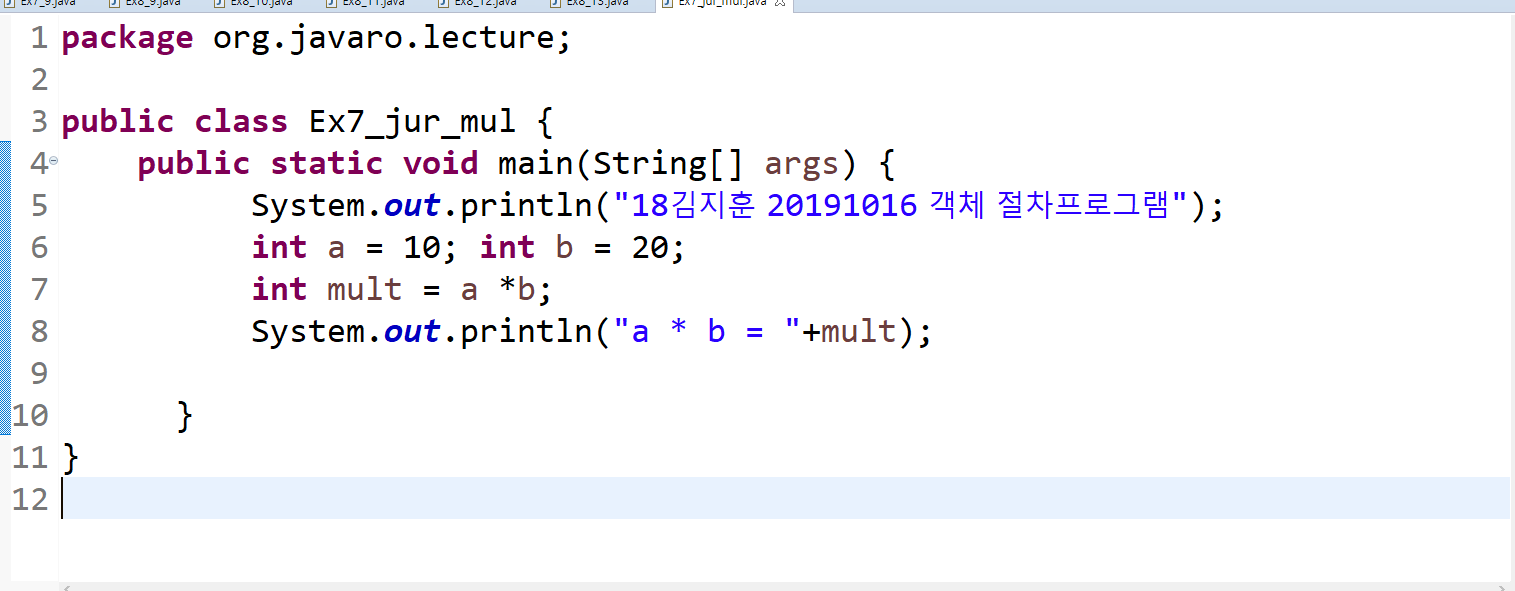 Ex7_9.java Ex8_9.java Ex8_10.java Ex8_11.java Ex8_12.java Ex8_13.java Ex7_jur_mul.java
1 package org.javaro.lecture;
2
3 public class Ex7_jur_mul {
4 public static void main(String[] args) {
5 System.out.println("18김지훈 20191016 객체 절차프로그램");
6 int a = 10; int b = 20;
7 int mult = a *b;
8 System.out.println("a * b = "+mult);
9
10 }
11 }
12